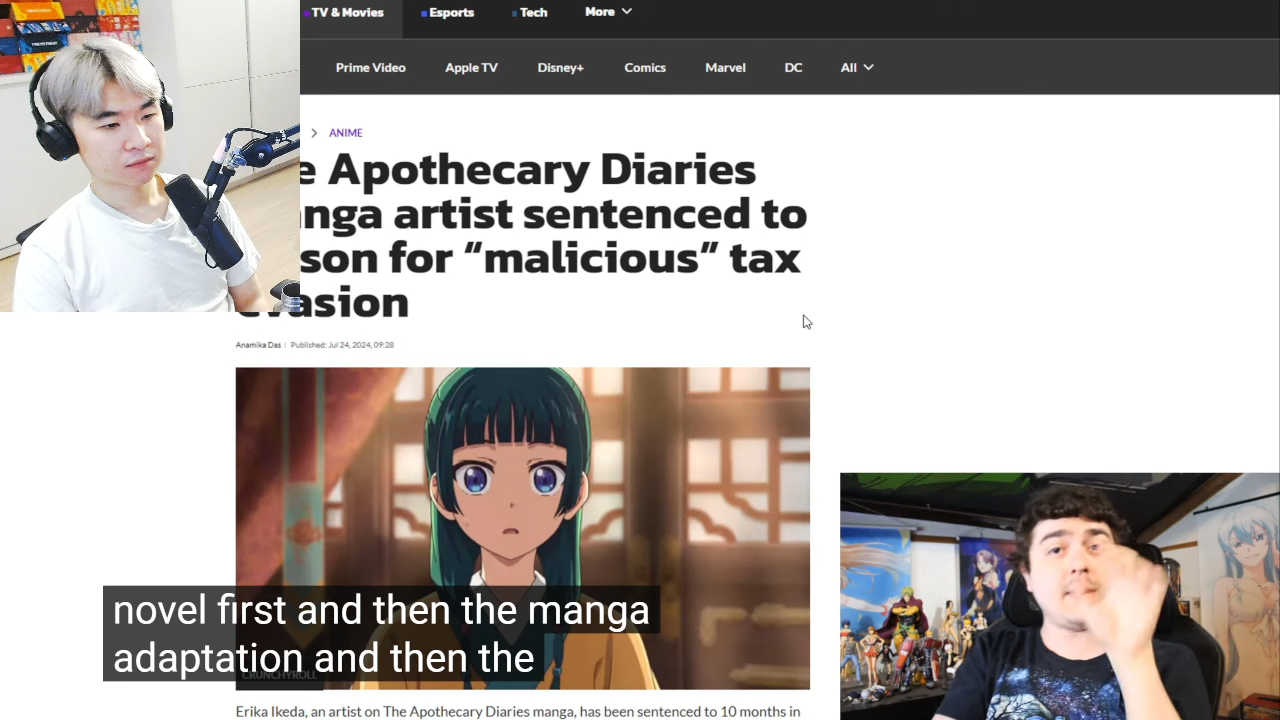 TV & Movies Esports Tech More
Prime Video Apple TV Disney+ Comics Marvel DC All
ANIME
e Apothecary Diaries
nga artist sentenced to
son for “malicious” tax
evasion
Anamika Das | Published: Jul 24, 2024, 09:28
novel first and then the manga
adaptation and then the
CRUNCHYROLL
Erika Ikeda, an artist on The Apothecary Diaries manga, has been sentenced to 10 months in